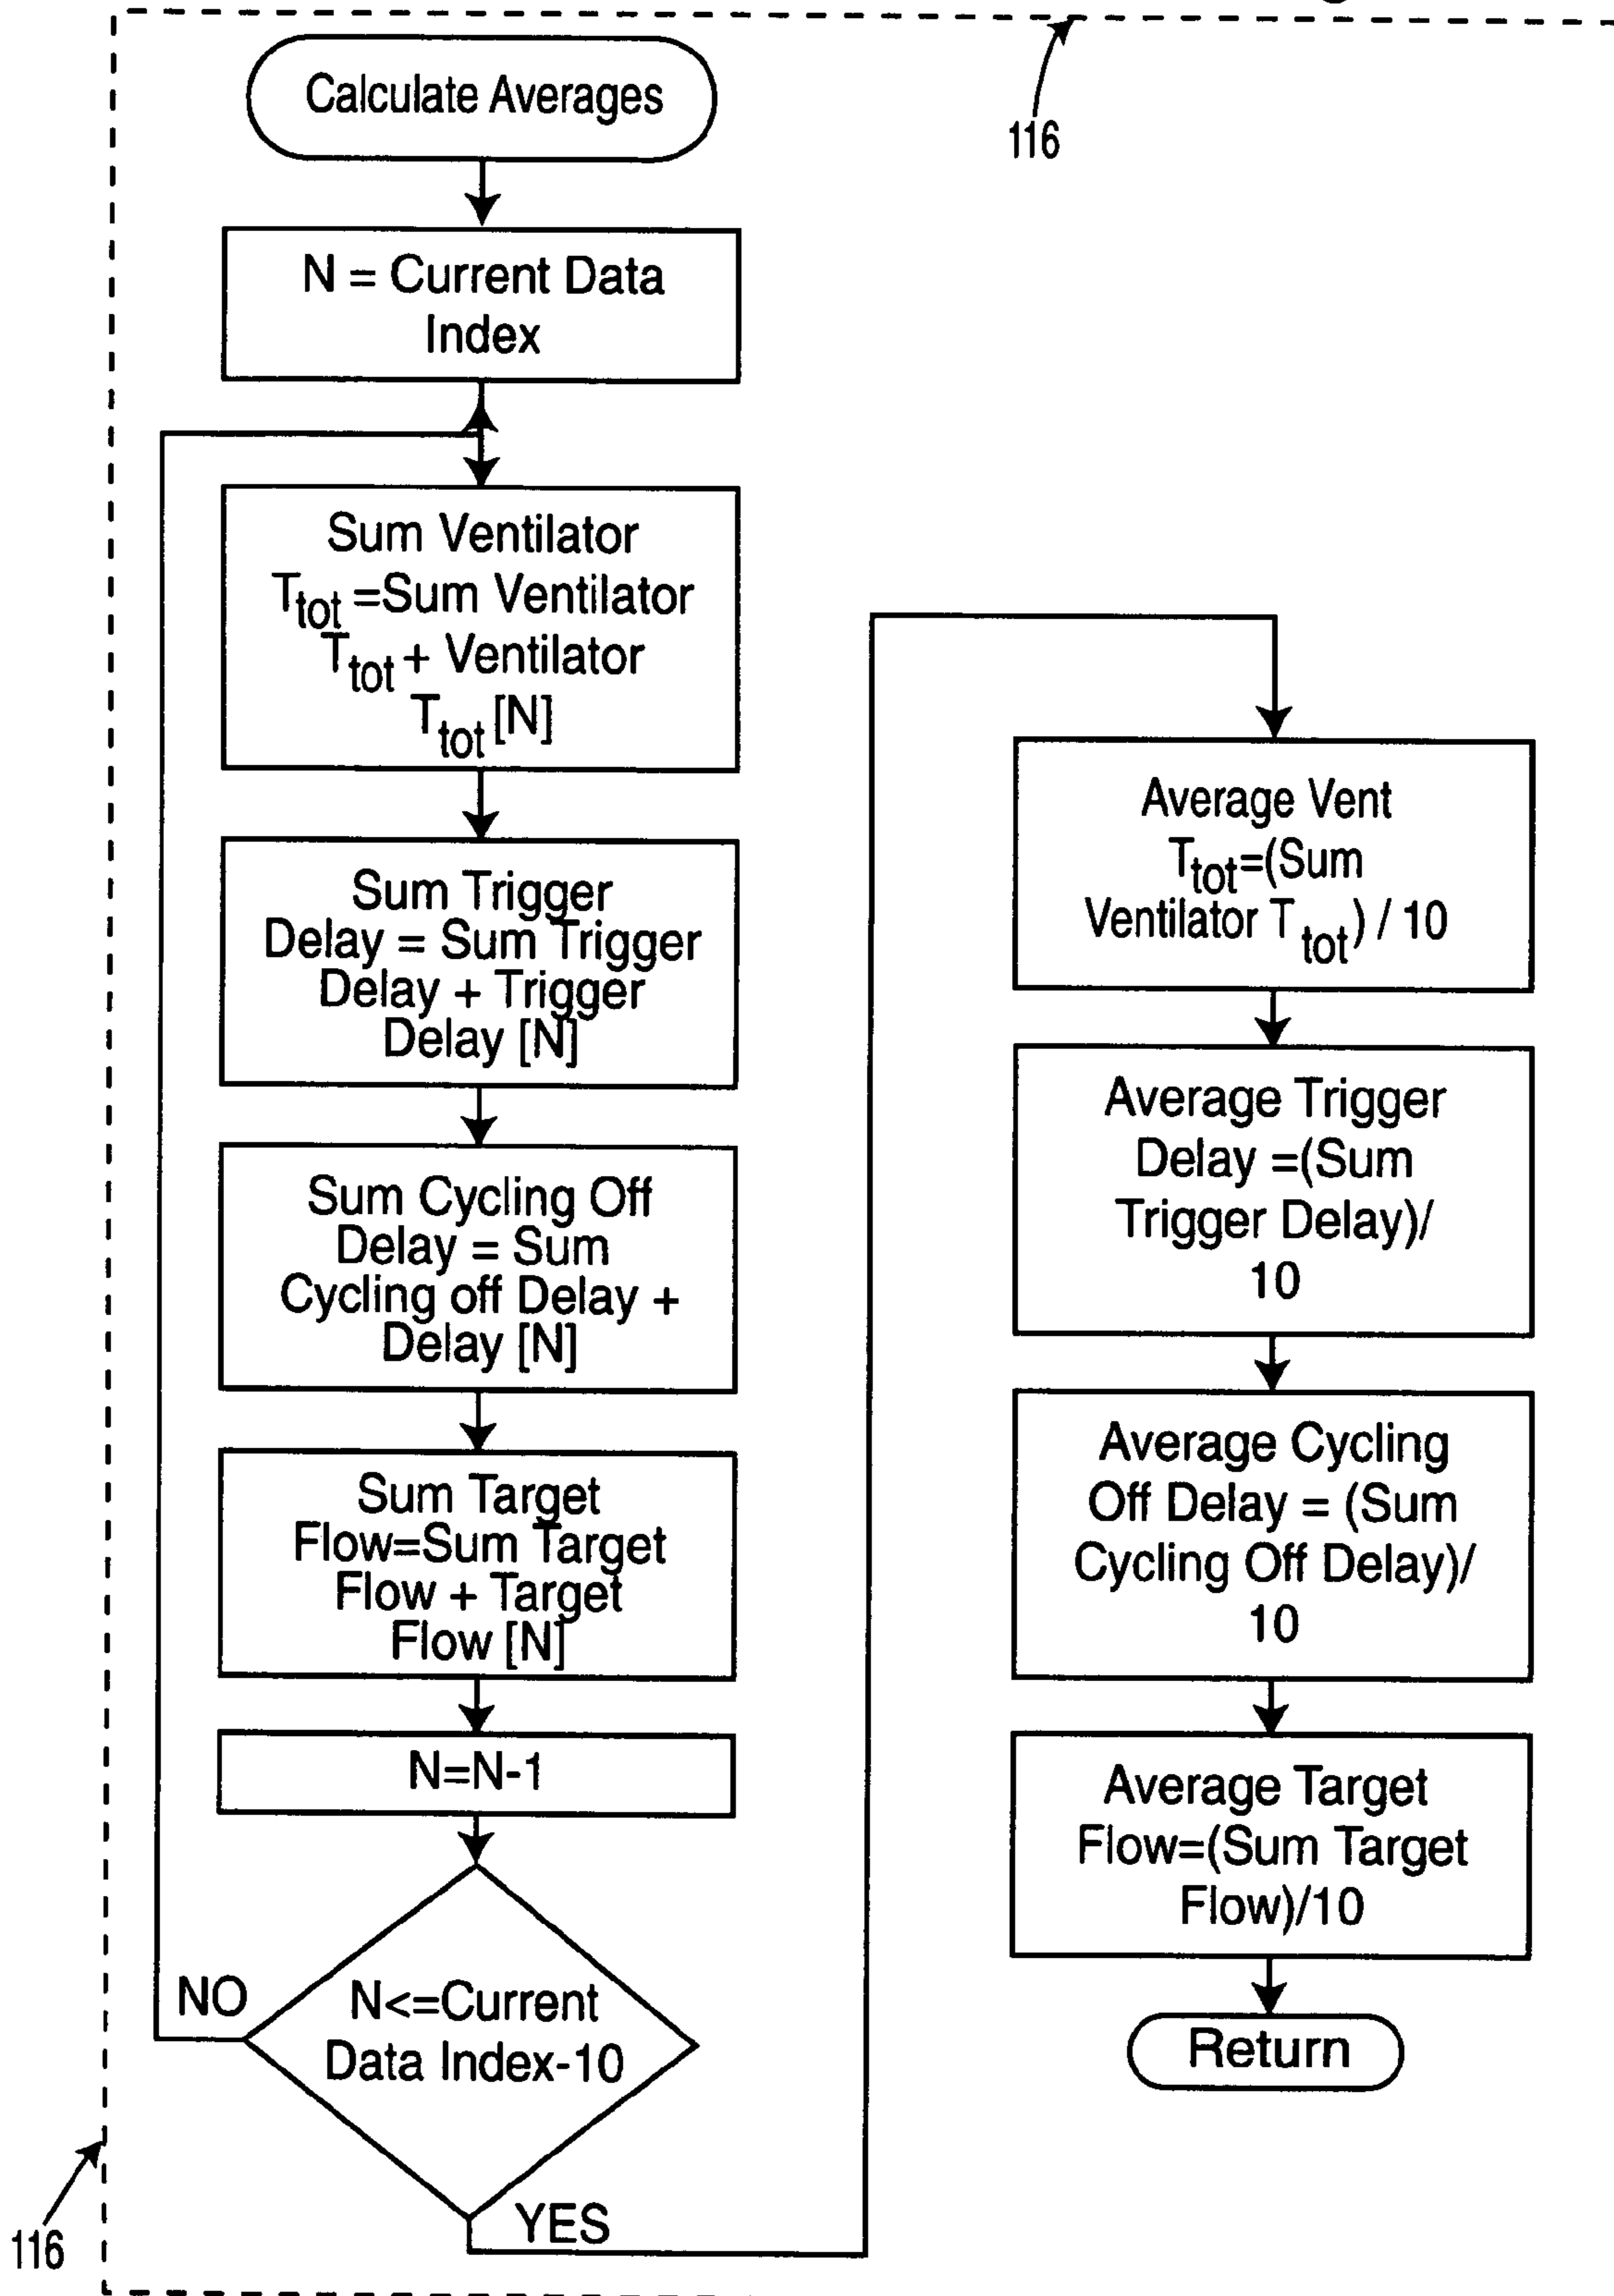 116
Calculate Averages
N = Current Data
Index
Sum Ventilator
Ttot =Sum Ventilator
Ttot + Ventilator
Ttot [N]
Sum Trigger
Delay = Sum Trigger
Delay + Trigger
Delay [N]
Sum Cycling Off
Delay = Sum
Cycling off Delay +
Delay [N]
Sum Target
Flow=Sum Target
Flow + Target
Flow [N]
N=N-1
N<=Current
Data Index-10
NO
YES
116
Average Vent
Ttot=(Sum
Ventilator Ttot) / 10
Average Trigger
Delay =(Sum
Trigger Delay)/
10
Average Cycling
Off Delay = (Sum
Cycling Off Delay)/
10
Average Target
Flow=(Sum Target
Flow)/10
Return